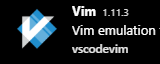 Vim 1.11.3
Vim emulation
vscodevim